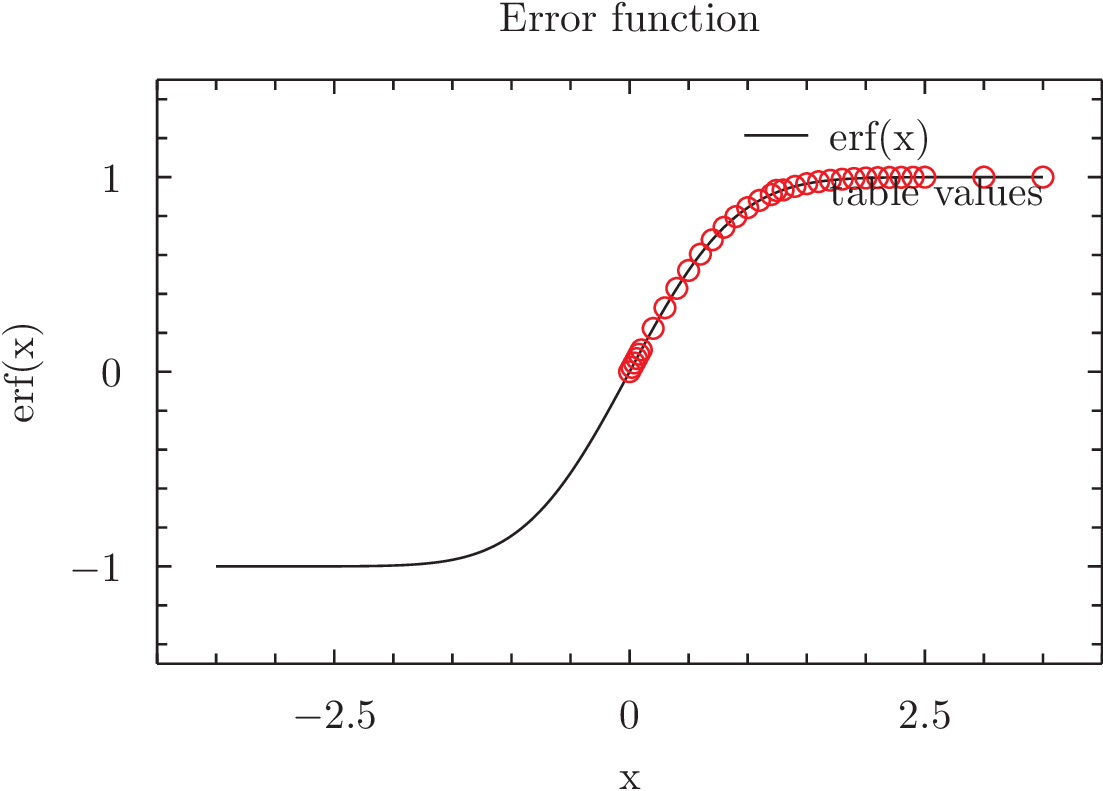 Error function
erf(x)
table values
1
0
−1
erf(x)
−2.5 0 2.5
x